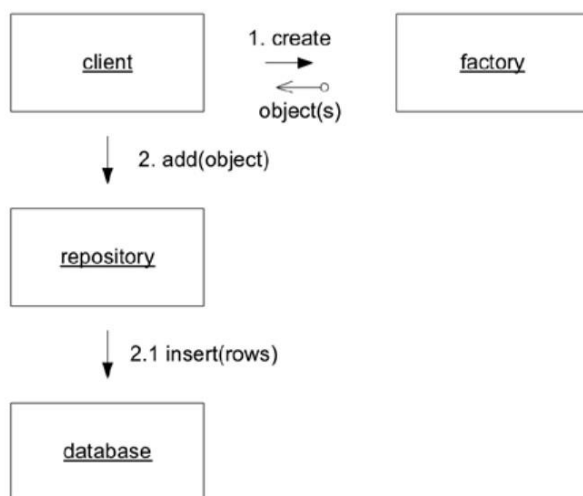 client
1. create
factory
object(s)
2. add(object)
repository
2.1 insert(rows)
database